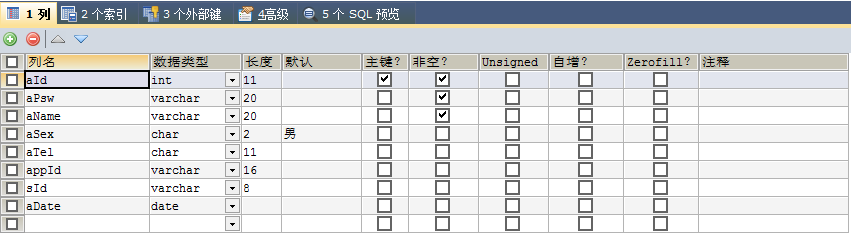 1 列 2 个索引 3 个外部键 4高级 5 个 SQL 预览
列名 数据类型 长度 默认 主键? 非空? Unsigned 自增? Zerofill? 注释
aId int 11
aPsw varchar 20
aName varchar 20
aSex char 2 男
aTel char 11
appId varchar 16
sId varchar 8
aDate date